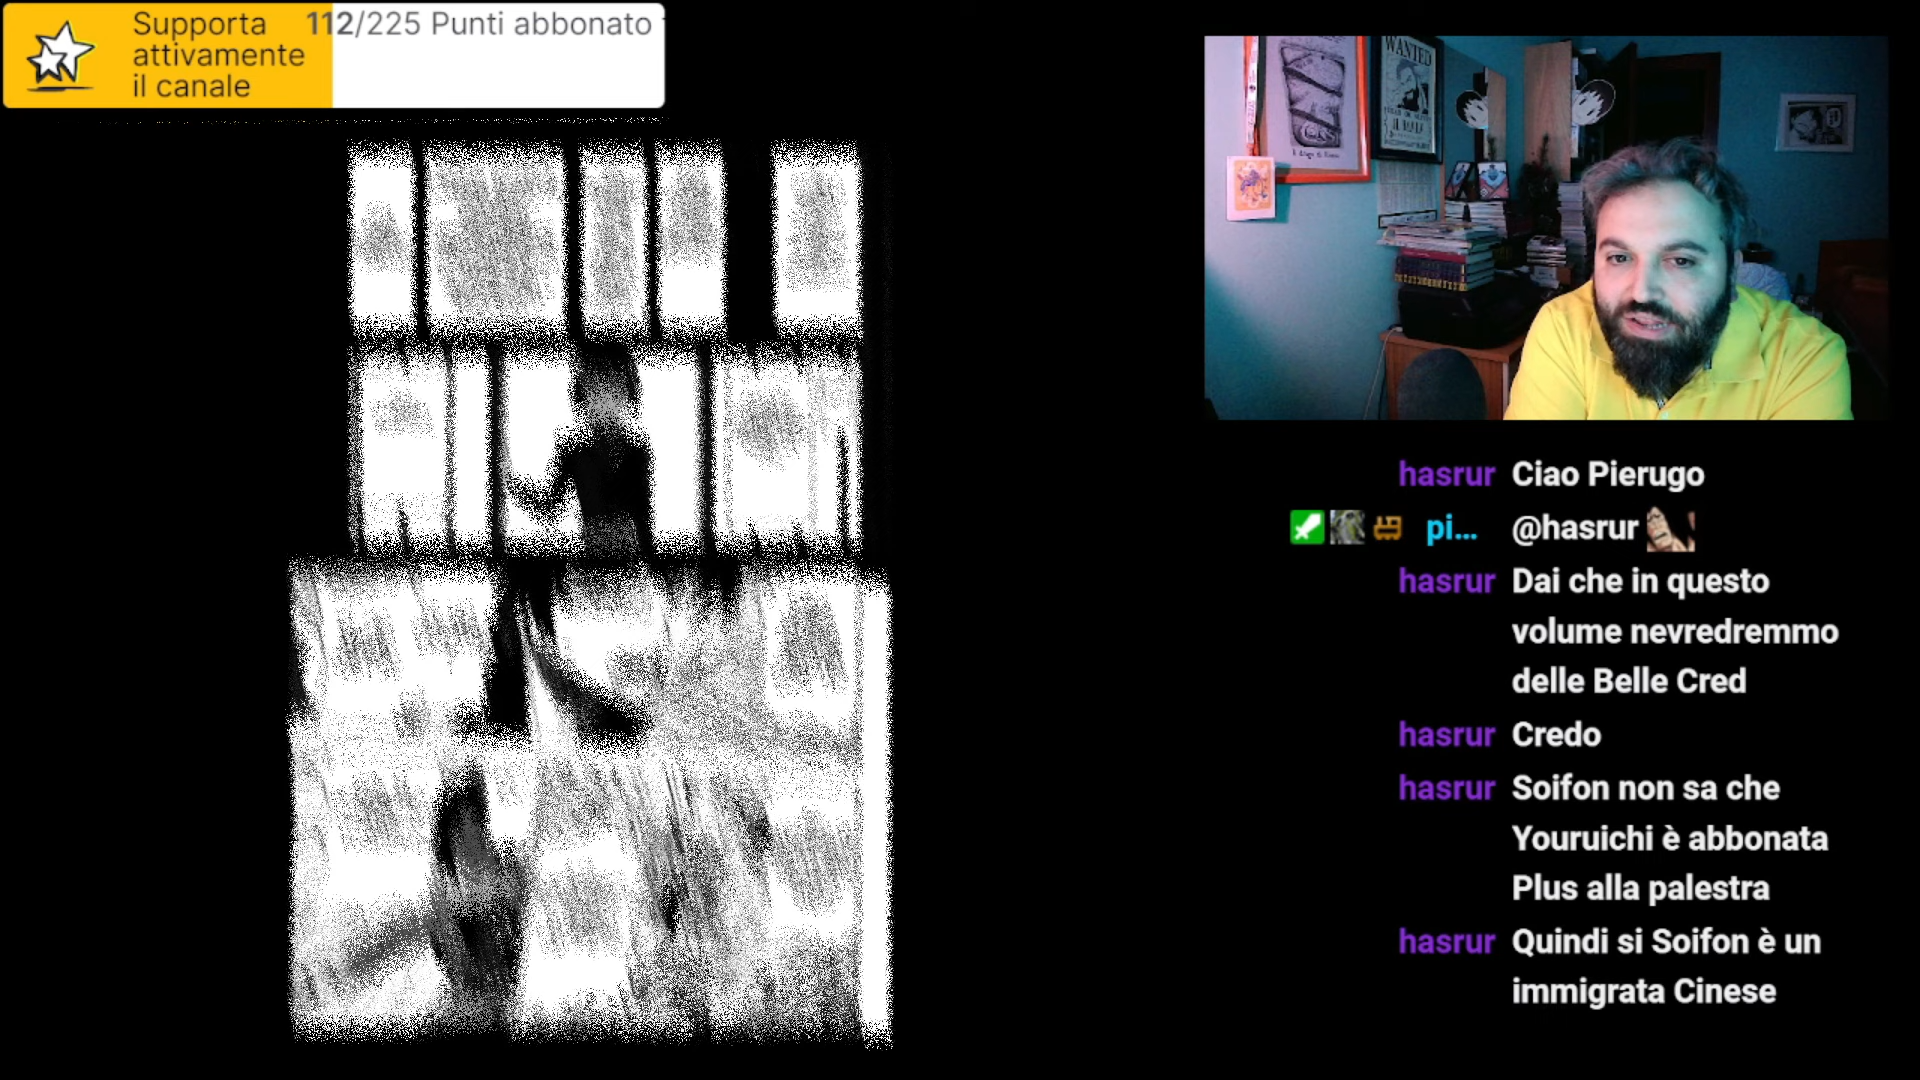 Supporta
attivamente
il canale
112/225 Punti abbonato
WANTED
hasrur Ciao Pierugo
pi... @hasrur
hasrur Dai che in questo
volume nevredremmo
delle Belle Cred
hasrur Credo
hasrur Soifon non sa che
Youruichi è abbonata
Plus alla palestra
hasrur Quindi si Soifon è un
immigrata Cinese